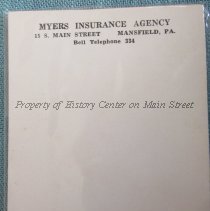 MYERS INSURANCE AGENCY
15 S. MAIN STREET MANSFIELD, PA.
Bell Telephone 334
Property of History Center on Main Street